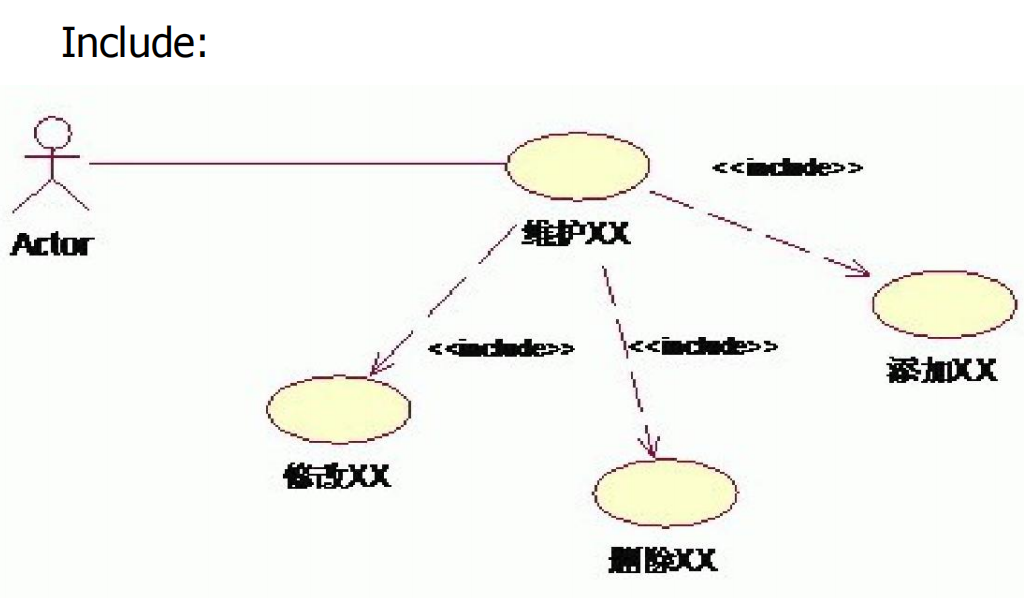 Include:
<<include>>
Actor
维护XX
<<include>>
<<include>>
添加XX
修改XX
删除XX